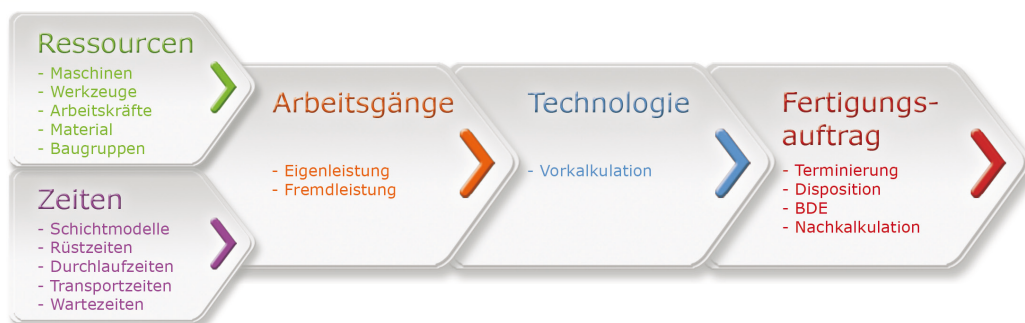 Ressourcen
- Maschinen
- Werkzeuge
- Arbeitskräfte
- Material
- Baugruppen
Zeiten
- Schichtmodelle
- Rüstzeiten
- Durchlaufzeiten
- Transportzeiten
- Wartezeiten
Arbeitsgänge
- Eigenleistung
- Fremdleistung
Technologie
- Vorkalkulation
Fertigungs-
auftrag
- Terminierung
- Disposition
- BDE
- Nachkalkulation